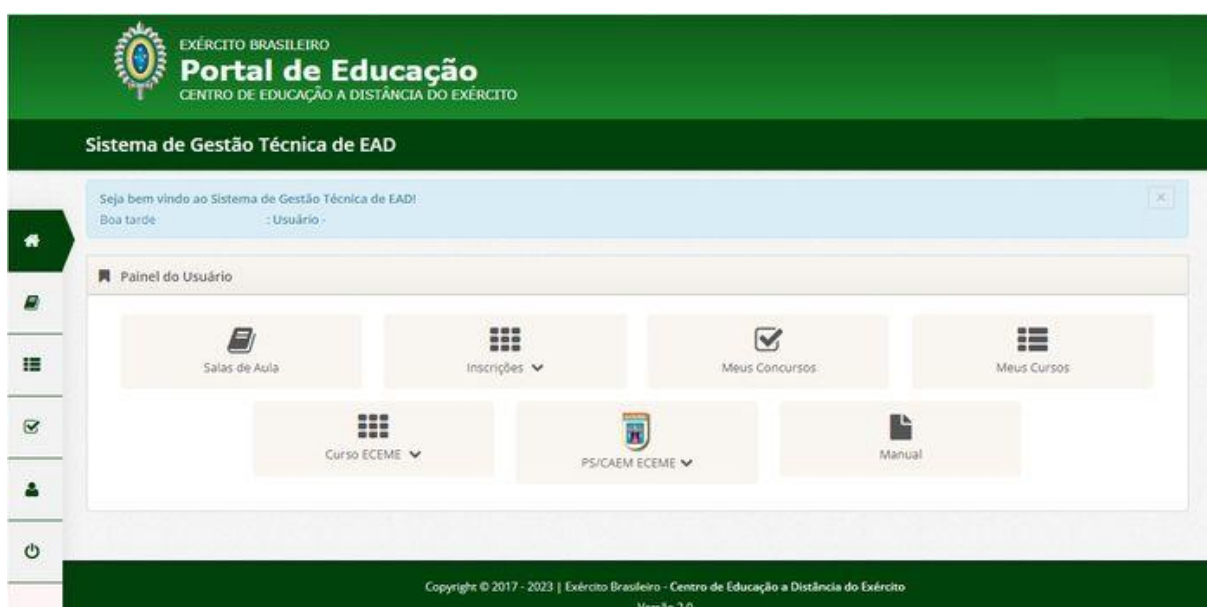 EXÉRCITO BRASILEIRO
Portal de Educação
CENTRO DE EDUCAÇÃO A DISTÂNCIA DO EXÉRCITO
Sistema de Gestão Técnica de EAD
Seja bem vindo ao Sistema de Gestão Técnica de EAD!
Boa tarde : Usuário -
Painel do Usuário
Salas de Aula
Inscrições
Meus Concursos
Meus Cursos
Curso ECEME
PS/CAEM ECEME
Manual
Copyright © 2017 - 2023 | Exército Brasileiro - Centro de Educação a Distância do Exército
Versão 2.0